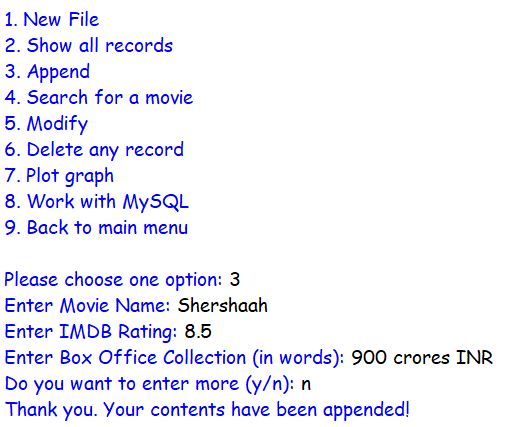 1. New File
2. Show all records
3. Append
4. Search for a movie
5. Modify
6. Delete any record
7. Plot graph
8. Work with MySQL
9. Back to main menu
Please choose one option: 3
Enter Movie Name: Shershaah
Enter IMDB Rating: 8.5
Enter Box Office Collection (in words): 900 crores INR
Do you want to enter more (y/n): n
Thank you. Your contents have been appended!